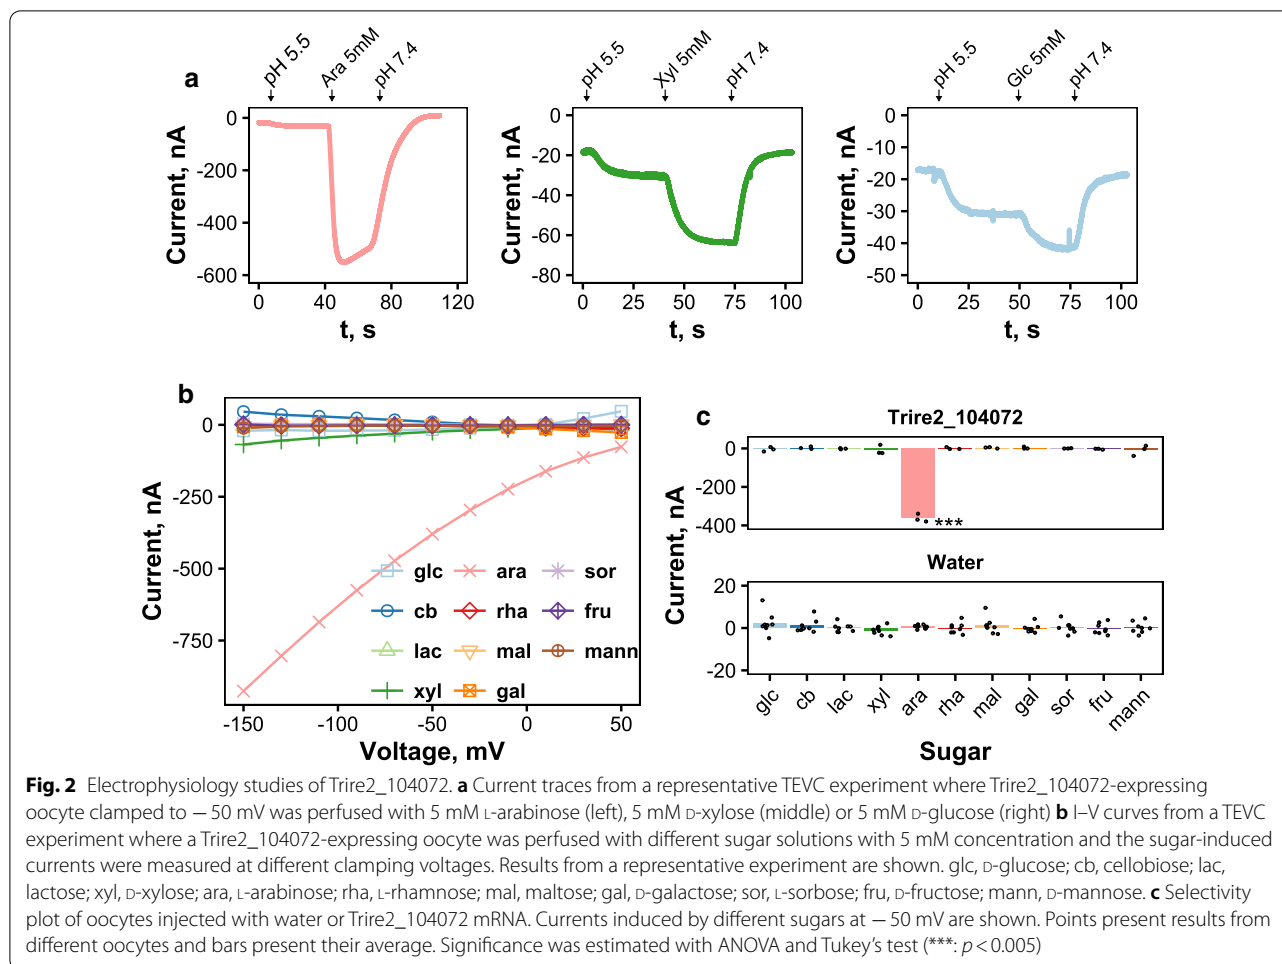 a
pH 5.5
Ara 5mM
pH 7.4
Current, nA
0
-200
-400
-600
0 40 80 120
t, s
pH 5.5
Xyl 5mM
pH 7.4
Current, nA
0
-20
-40
-60
-80
0 25 50 75 100
t, s
pH 5.5
Glc 5mM
pH 7.4
Current, nA
0
-10
-20
-30
-40
-50
0 25 50 75 100
t, s
b
Current, nA
0
-250
-500
-750
glc ara sor
cb rha fru
lac mal mann
xyl gal
-150 -100 -50 0 50
Voltage, mV
c
Trire2_104072
Current, nA
0
-200
-400
***
Water
20
0
-20
glc cb lac xyl ara rha mal gal sor fru mann
Sugar
Fig. 2 Electrophysiology studies of Trire2_104072. a Current traces from a representative TEVC experiment where Trire2_104072-expressing
oocyte clamped to − 50 mV was perfused with 5 mM L-arabinose (left), 5 mM D-xylose (middle) or 5 mM D-glucose (right) b I–V curves from a TEVC
experiment where a Trire2_104072-expressing oocyte was perfused with different sugar solutions with 5 mM concentration and the sugar-induced
currents were measured at different clamping voltages. Results from a representative experiment are shown. glc, D-glucose; cb, cellobiose; lac,
lactose; xyl, D-xylose; ara, L-arabinose; rha, L-rhamnose; mal, maltose; gal, D-galactose; sor, L-sorbose; fru, D-fructose; mann, D-mannose. c Selectivity
plot of oocytes injected with water or Trire2_104072 mRNA. Currents induced by different sugars at − 50 mV are shown. Points present results from
different oocytes and bars present their average. Significance was estimated with ANOVA and Tukey's test (***: p < 0.005)